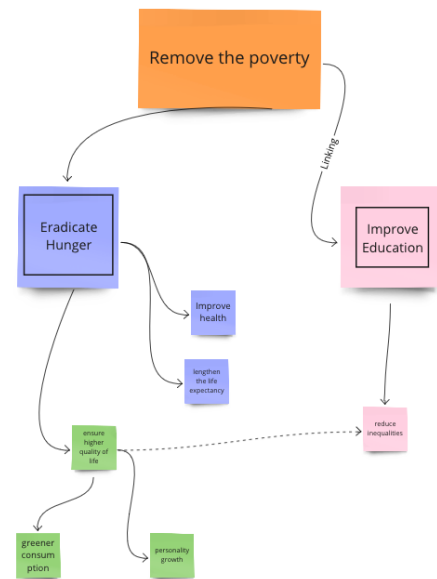 Remove the poverty
Linking
Eradicate
Hunger
Improve
Education
Improve
health
lengthen
the life
expectancy
ensure
higher
quality of
life
reduce
inequalities
greener
consum
ption
personality
growth